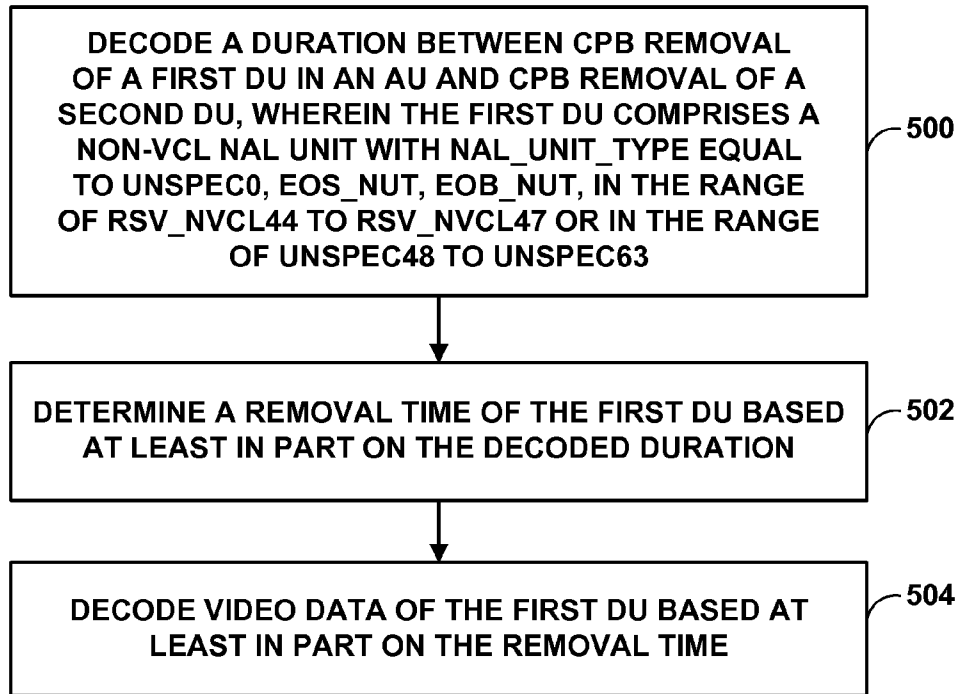 DECODE A DURATION BETWEEN CPB REMOVAL
OF A FIRST DU IN AN AU AND CPB REMOVAL OF A
SECOND DU, WHEREIN THE FIRST DU COMPRISES A
NON-VCL NAL UNIT WITH NAL_UNIT_TYPE EQUAL
TO UNSPEC0, EOS_NUT, EOB_NUT, IN THE RANGE
OF RSV_NVCL44 TO RSV_NVCL47 OR IN THE RANGE
OF UNSPEC48 TO UNSPEC63
500
DETERMINE A REMOVAL TIME OF THE FIRST DU BASED
AT LEAST IN PART ON THE DECODED DURATION
502
DECODE VIDEO DATA OF THE FIRST DU BASED AT
LEAST IN PART ON THE REMOVAL TIME
504